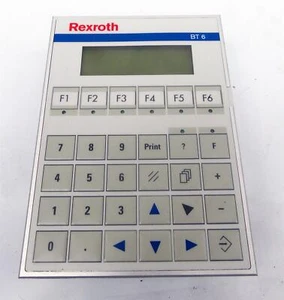 Rexroth
BT 6
F1 F2 F3 F4 F5 F6
7 8 9 Print ? F
4 5 6 +
1 2 3 −
0 .